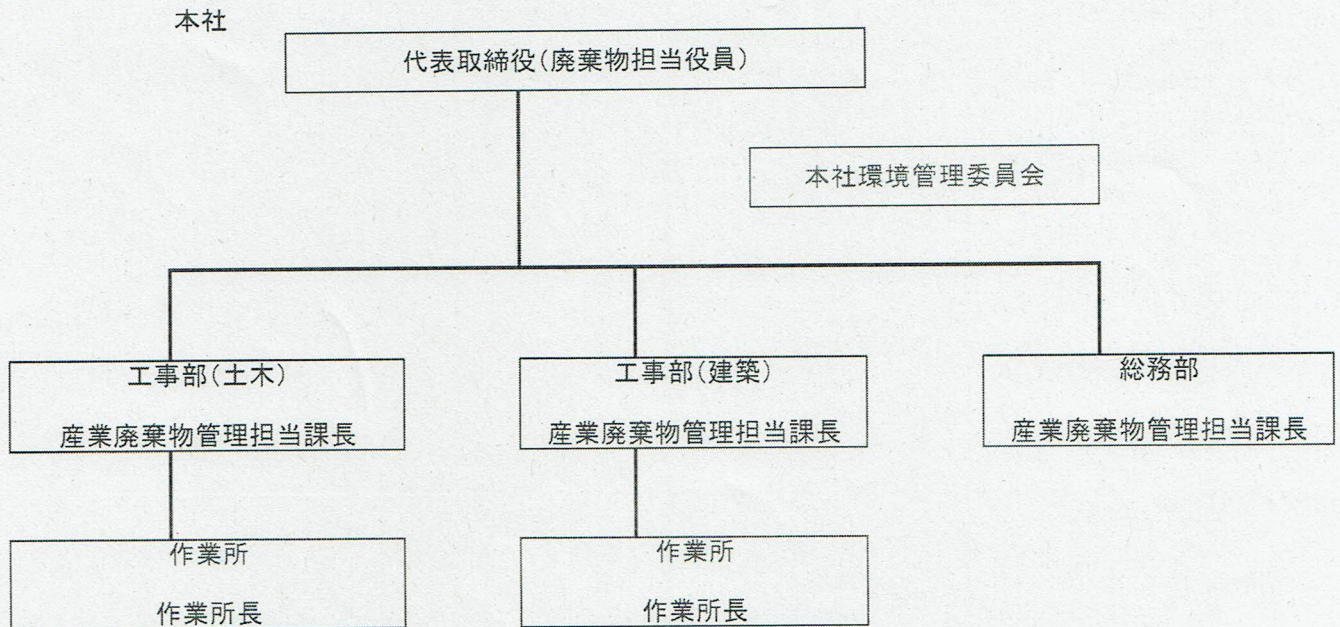 本社
代表取締役(廃棄物担当役員)
本社環境管理委員会
工事部(土木)
産業廃棄物管理担当課長
工事部(建築)
産業廃棄物管理担当課長
総務部
産業廃棄物管理担当課長
作業所
作業所長
作業所
作業所長